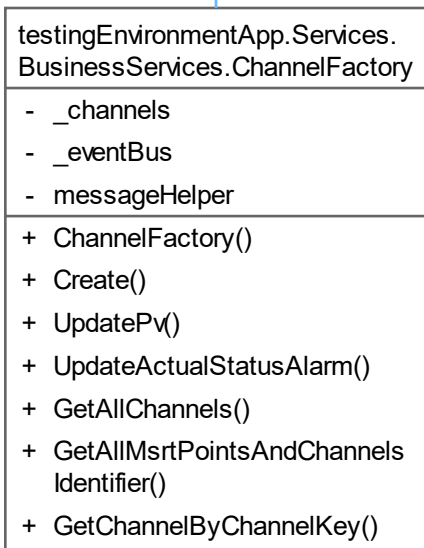 testingEnvironmentApp.Services.
BusinessServices.ChannelFactory
- _channels
- _eventBus
- messageHelper
+ ChannelFactory()
+ Create()
+ UpdatePv()
+ UpdateActualStatusAlarm()
+ GetAllChannels()
+ GetAllMsrtPointsAndChannels
Identifier()
+ GetChannelByChannelKey()